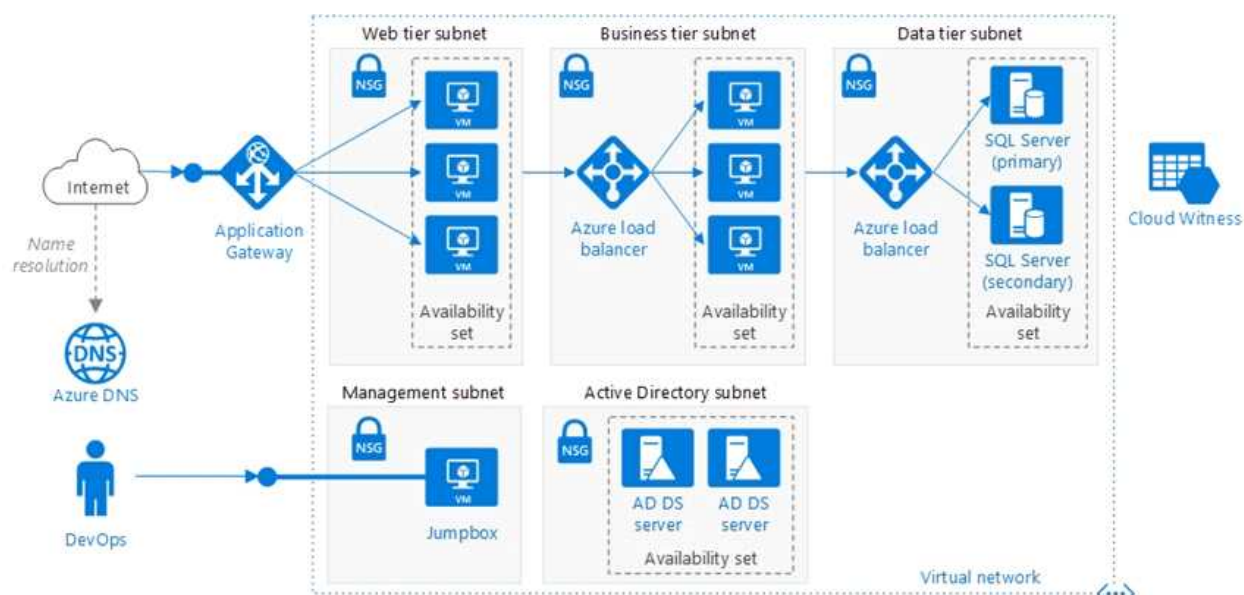 Web tier subnet
Business tier subnet
Data tier subnet
NSG
NSG
NSG
VM
VM
VM
VM
VM
VM
Internet
Application
Gateway
Azure load
balancer
Azure load
balancer
SQL Server
(primary)
SQL Server
(secondary)
Cloud Witness
Name
resolution
Availability
set
Availability
set
Availability
set
DNS
Azure DNS
Management subnet
Active Directory subnet
NSG
NSG
VM
Jumpbox
AD DS
server
AD DS
server
Availability set
DevOps
Virtual network